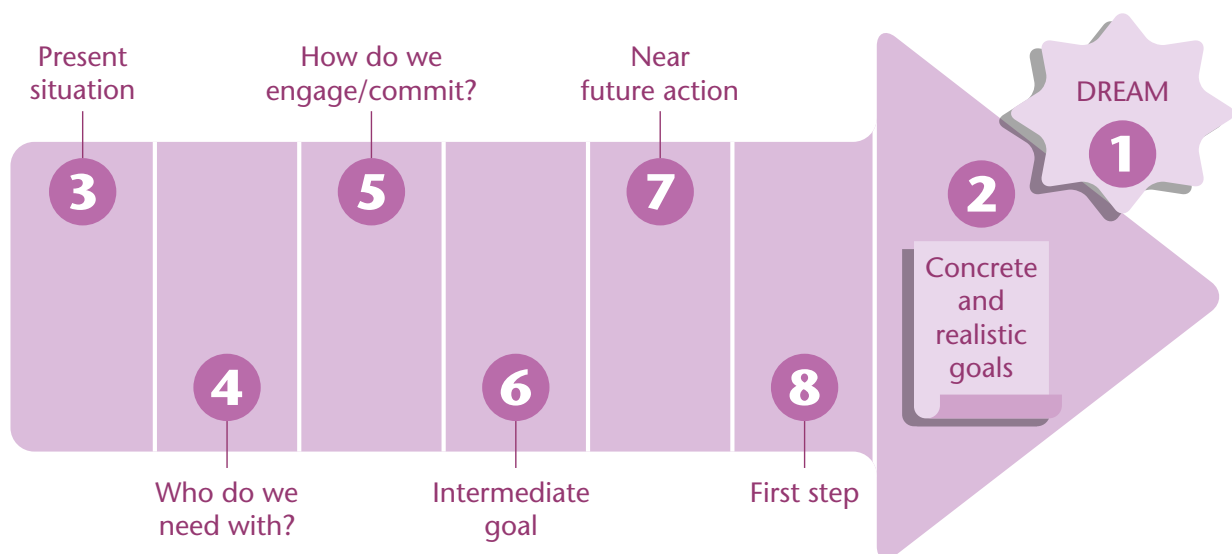 Present
situation
How do we
engage/commit?
Near
future action
DREAM
1
3
5
7
2
Concrete
and
realistic
goals
4
6
8
Who do we
need with?
Intermediate
goal
First step